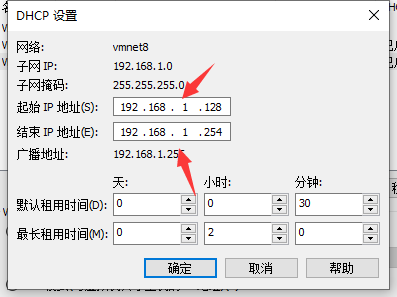 DHCP 设置
网络: vmnet8
子网 IP: 192.168.1.0
子网掩码: 255.255.255.0
起始 IP 地址(S): 192 .168 . 1 .128
结束 IP 地址(E): 192 .168 . 1 .254
广播地址: 192.168.1.255
天: 小时: 分钟:
默认租用时间(D): 0 0 30
最长租用时间(M): 0 2 0
确定 取消 帮助